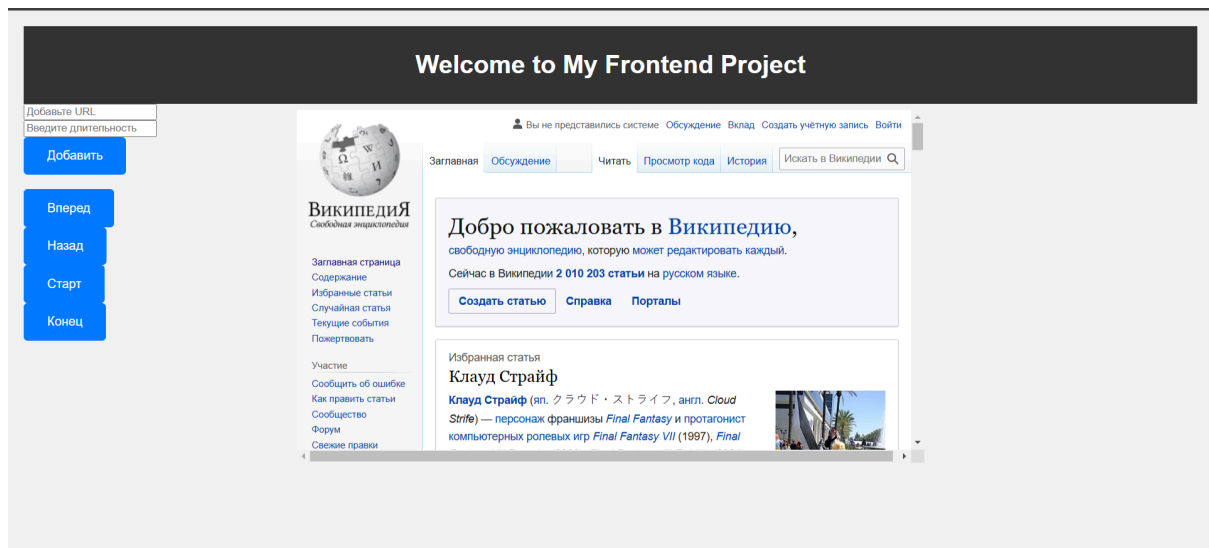 Welcome to My Frontend Project
Добавьте URL
Введите длительность
Добавить
Вперед
Назад
Старт
Конец
ВикипедиЯ
Свободная энциклопедия
Заглавная страница
Содержание
Избранные статьи
Случайная статья
Текущие события
Пожертвовать
Участие
Сообщить об ошибке
Как править статьи
Сообщество
Форум
Свежие правки
Вы не представились системе Обсуждение Вклад Создать учётную запись Войти
Заглавная Обсуждение Читать Просмотр кода История Искать в Википедии
Добро пожаловать в Википедию,
свободную энциклопедию, которую может редактировать каждый.
Сейчас в Википедии 2 010 203 статьи на русском языке.
Создать статью Справка Порталы
Избранная статья
Клауд Страйф
Клауд Страйф (яп. クラウド・ストライフ, англ. Cloud
Strife) — персонаж франшизы Final Fantasy и протагонист
компьютерных ролевых игр Final Fantasy VII (1997), Final